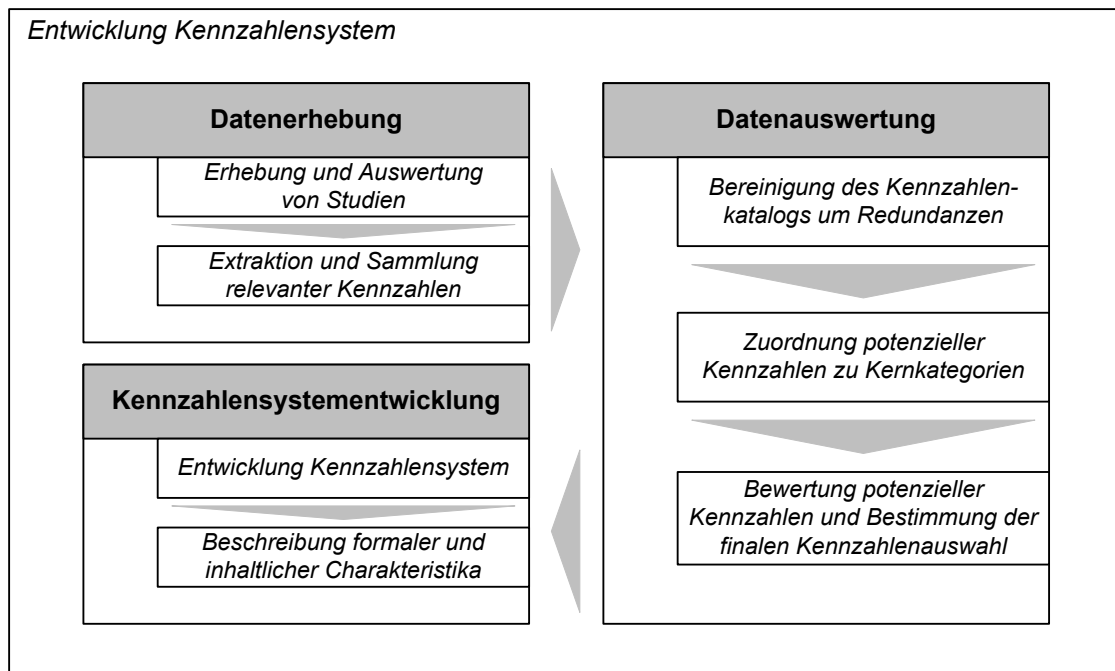 Entwicklung Kennzahlensystem
Datenerhebung
Erhebung und Auswertung
von Studien
Extraktion und Sammlung
relevanter Kennzahlen
Datenauswertung
Bereinigung des Kennzahlen-
katalogs um Redundanzen
Zuordnung potenzieller
Kennzahlen zu Kernkategorien
Bewertung potenzieller
Kennzahlen und Bestimmung der
finalen Kennzahlenauswahl
Kennzahlensystementwicklung
Entwicklung Kennzahlensystem
Beschreibung formaler und
inhaltlicher Charakteristika